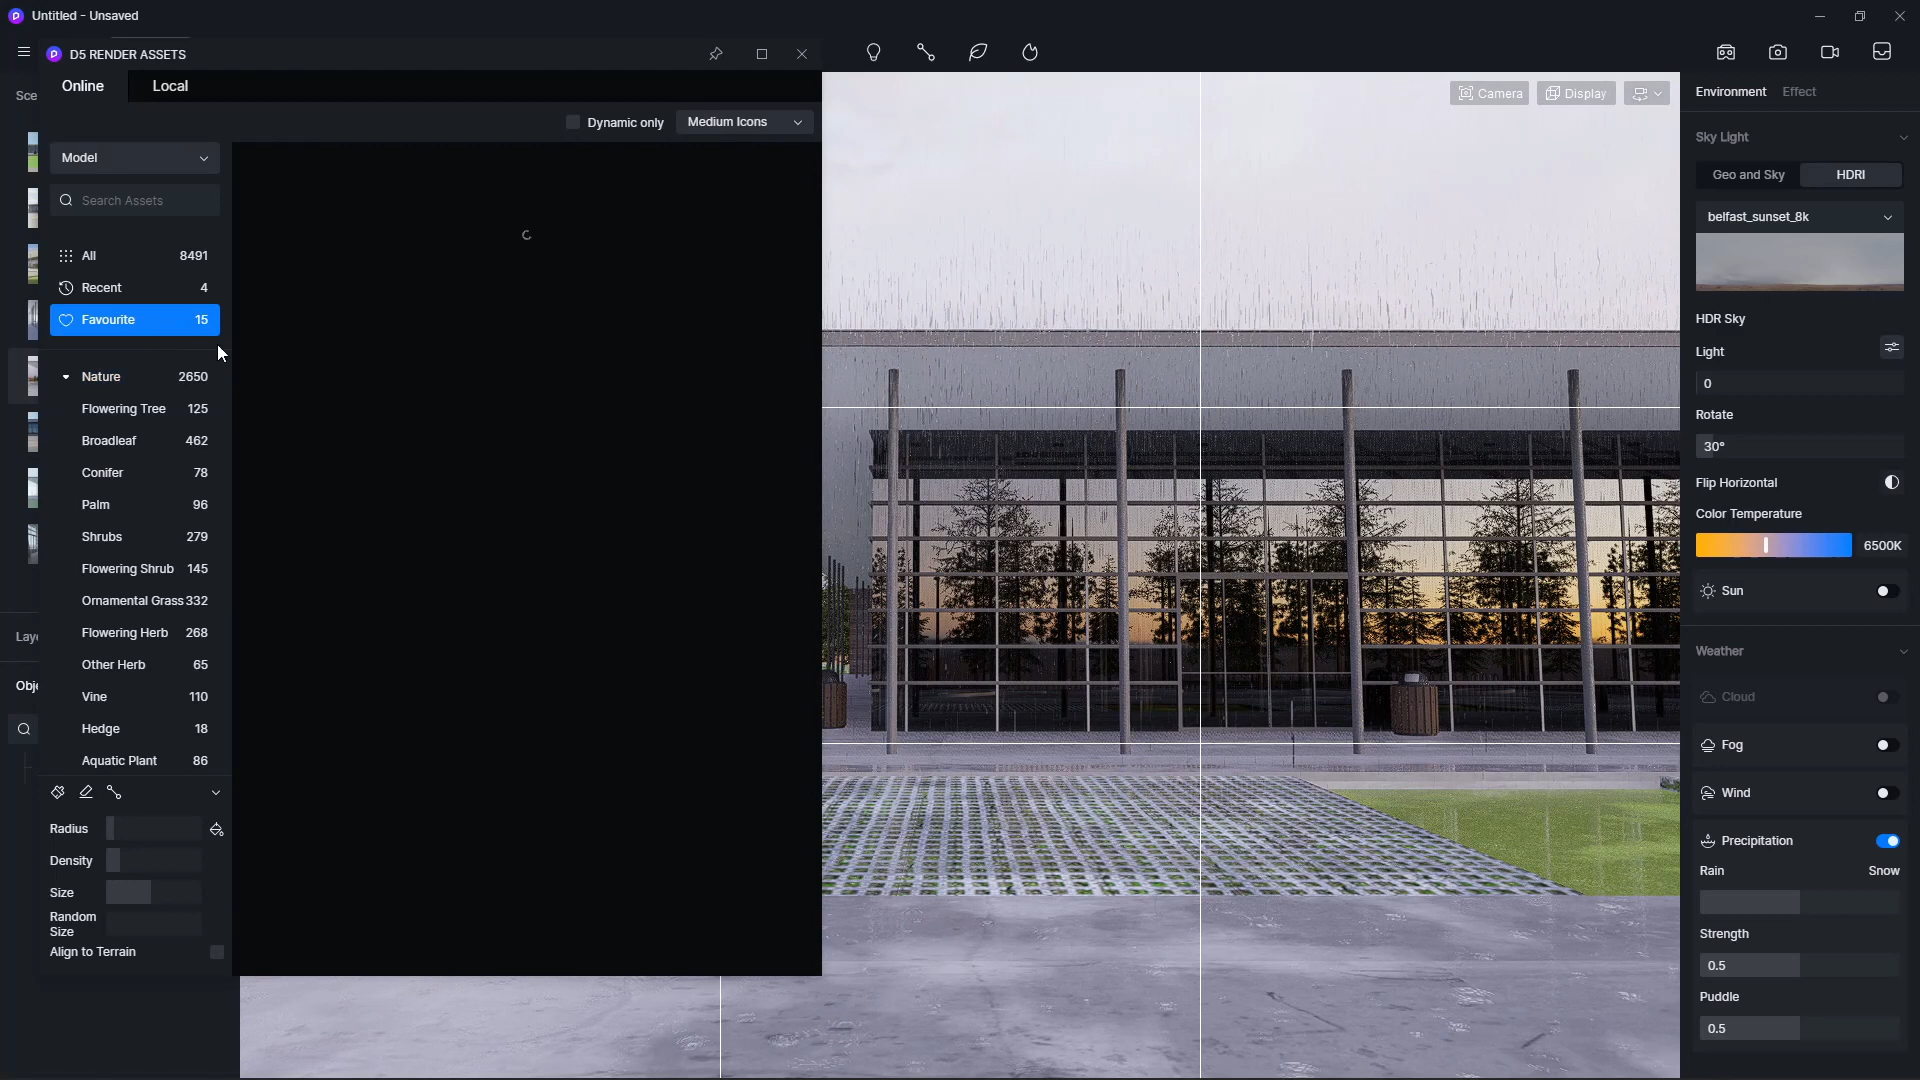 Untitled - Unsaved
D5 RENDER ASSETS
Online
Local
Dynamic only
Medium Icons
Model
Search Assets
All 8491
Recent 4
Favourite 15
Nature 2650
Flowering Tree 125
Broadleaf 462
Conifer 78
Palm 96
Shrubs 279
Flowering Shrub 145
Ornamental Grass 332
Flowering Herb 268
Other Herb 65
Vine 110
Hedge 18
Aquatic Plant 86
Radius
Density
Size
Random
Size
Align to Terrain
Sce
Laye
Obje
Camera
Display
Environment Effect
Sky Light
Geo and Sky HDRI
belfast_sunset_8k
HDR Sky
Light
0
Rotate
30°
Flip Horizontal
Color Temperature
6500K
Sun
Weather
Cloud
Fog
Wind
Precipitation
Rain Snow
Strength
0.5
Puddle
0.5